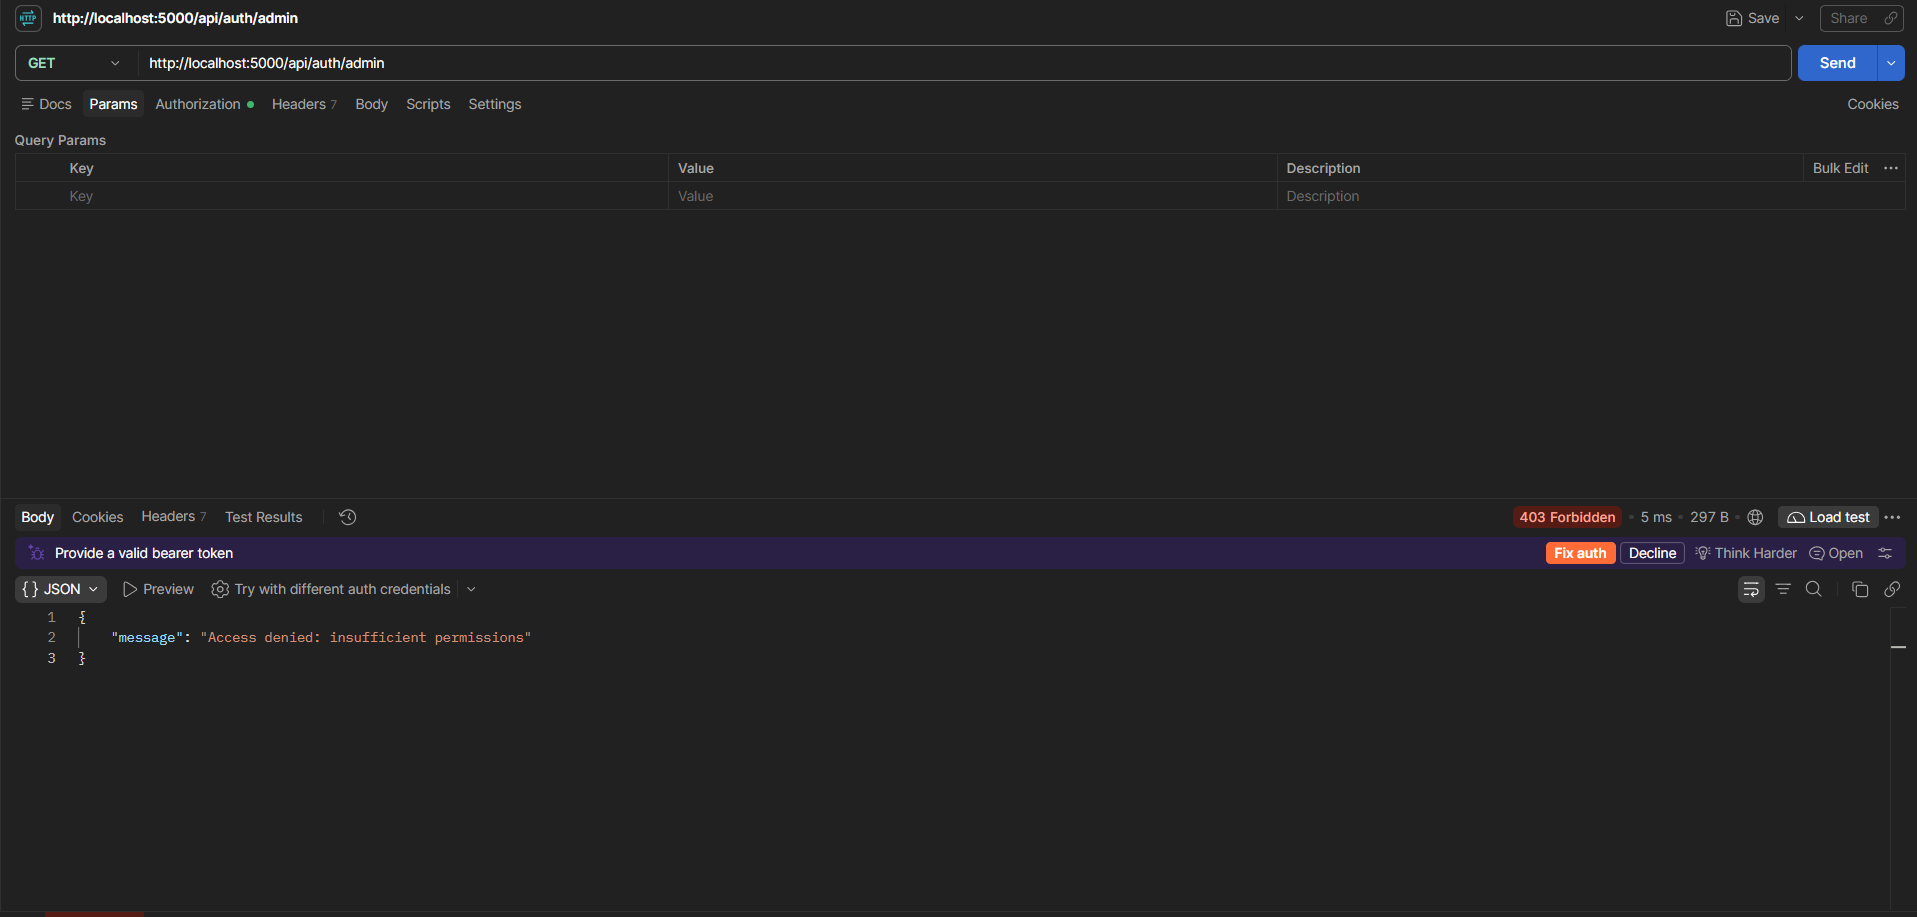 HTTP http://localhost:5000/api/auth/admin Save Share
GET http://localhost:5000/api/auth/admin Send
Docs Params Authorization Headers 7 Body Scripts Settings Cookies
Query Params
Key Value Description Bulk Edit
Key Value Description
Body Cookies Headers 7 Test Results 403 Forbidden 5 ms 297 B Load test
Provide a valid bearer token Fix auth Decline Think Harder Open
{} JSON Preview Try with different auth credentials
1 {
2 "message": "Access denied: insufficient permissions"
3 }